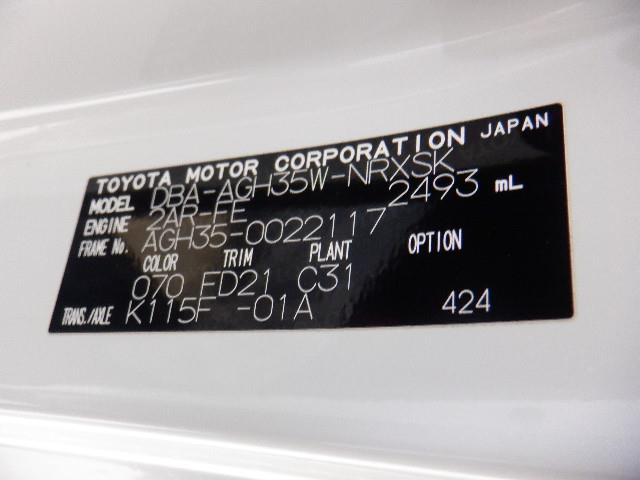 TOYOTA MOTOR CORPORATION JAPAN
MODEL DBA-AGH35W-NRXSK
ENGINE 2AR-FE 2493 mL
FRAME No. AGH35-0022117
COLOR TRIM PLANT OPTION
070 FD21 C31
TRANS./AXLE K115F -01A 424